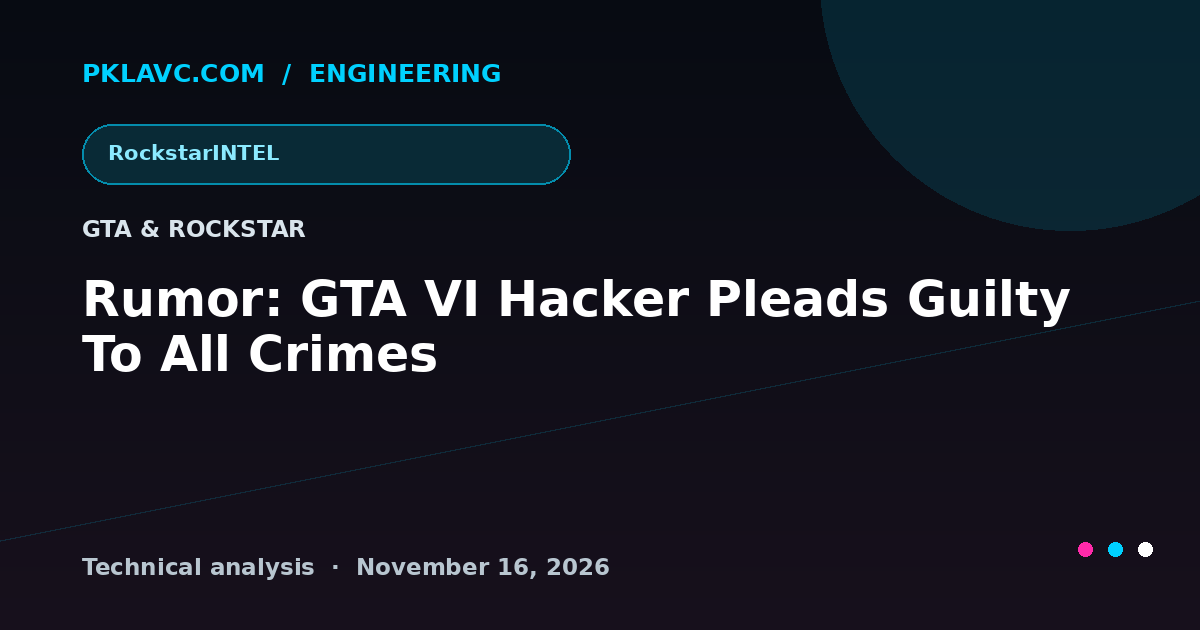 PKLAVC.COM / ENGINEERING
RockstarINTEL
GTA & ROCKSTAR
Rumor: GTA VI Hacker Pleads Guilty
To All Crimes
Technical analysis · November 16, 2026